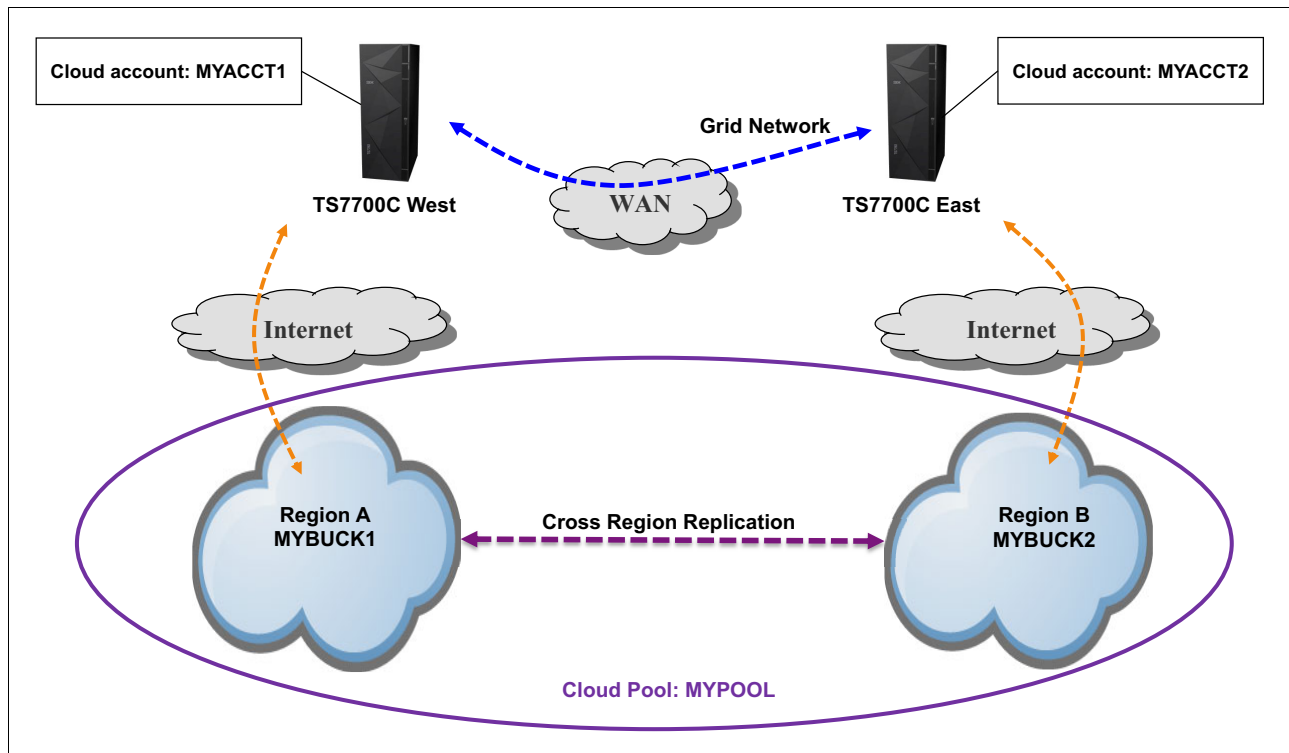 Cloud account: MYACCT1
Cloud account: MYACCT2
Grid Network
WAN
TS7700C West
TS7700C East
Internet
Internet
Region A
MYBUCK1
Cross Region Replication
Region B
MYBUCK2
Cloud Pool: MYPOOL